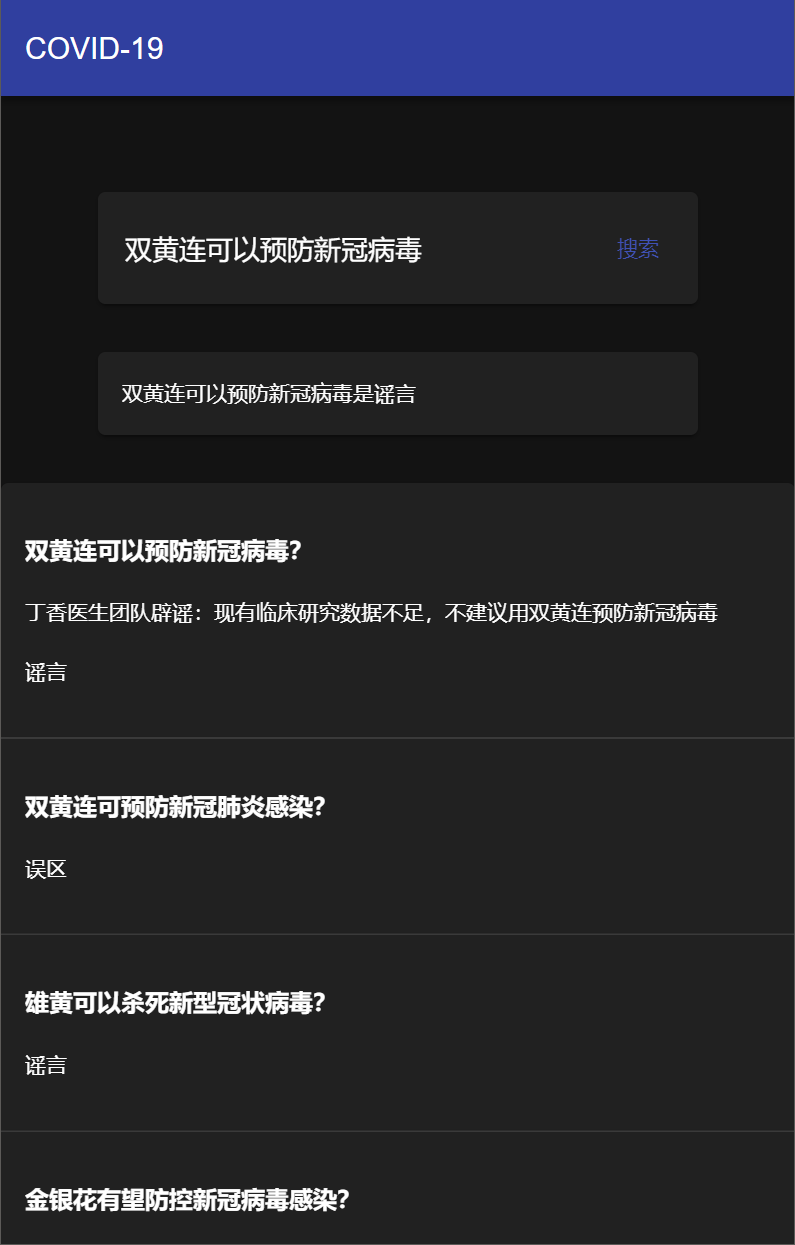 COVID-19
双黄连可以预防新冠病毒
搜索
双黄连可以预防新冠病毒是谣言
双黄连可以预防新冠病毒？
丁香医生团队辟谣：现有临床研究数据不足，不建议用双黄连预防新冠病毒
谣言
双黄连可预防新冠肺炎感染？
误区
雄黄可以杀死新型冠状病毒？
谣言
金银花有望防控新冠病毒感染？